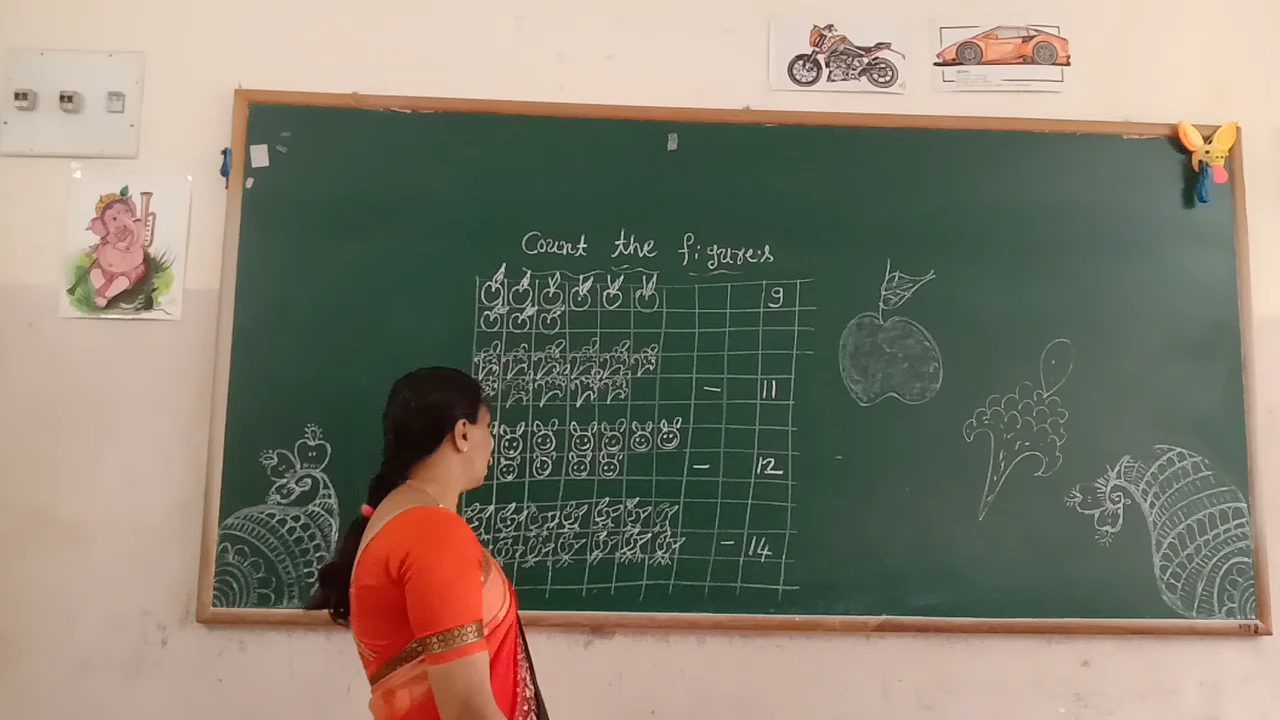 Count the figures
9
- 11
- 12
- 14